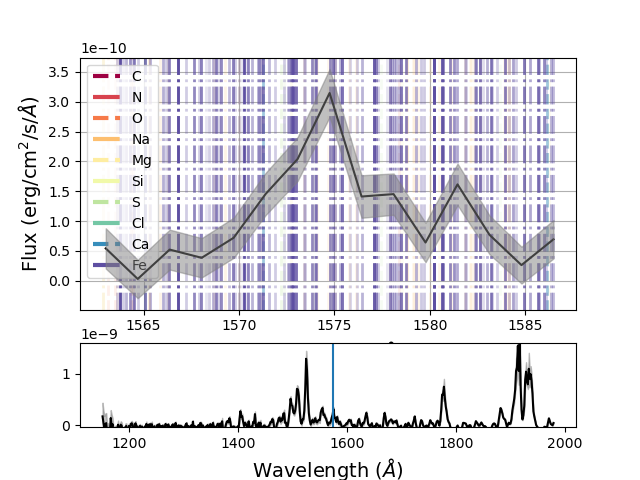 1e−10
Flux (erg/cm²/s/Å)
3.5
3.0
2.5
2.0
1.5
1.0
0.5
0.0
C
N
O
Na
Mg
Si
S
Cl
Ca
Fe
1565 1570 1575 1580 1585
1e−9
1
0
1200 1400 1600 1800 2000
Wavelength (Å)